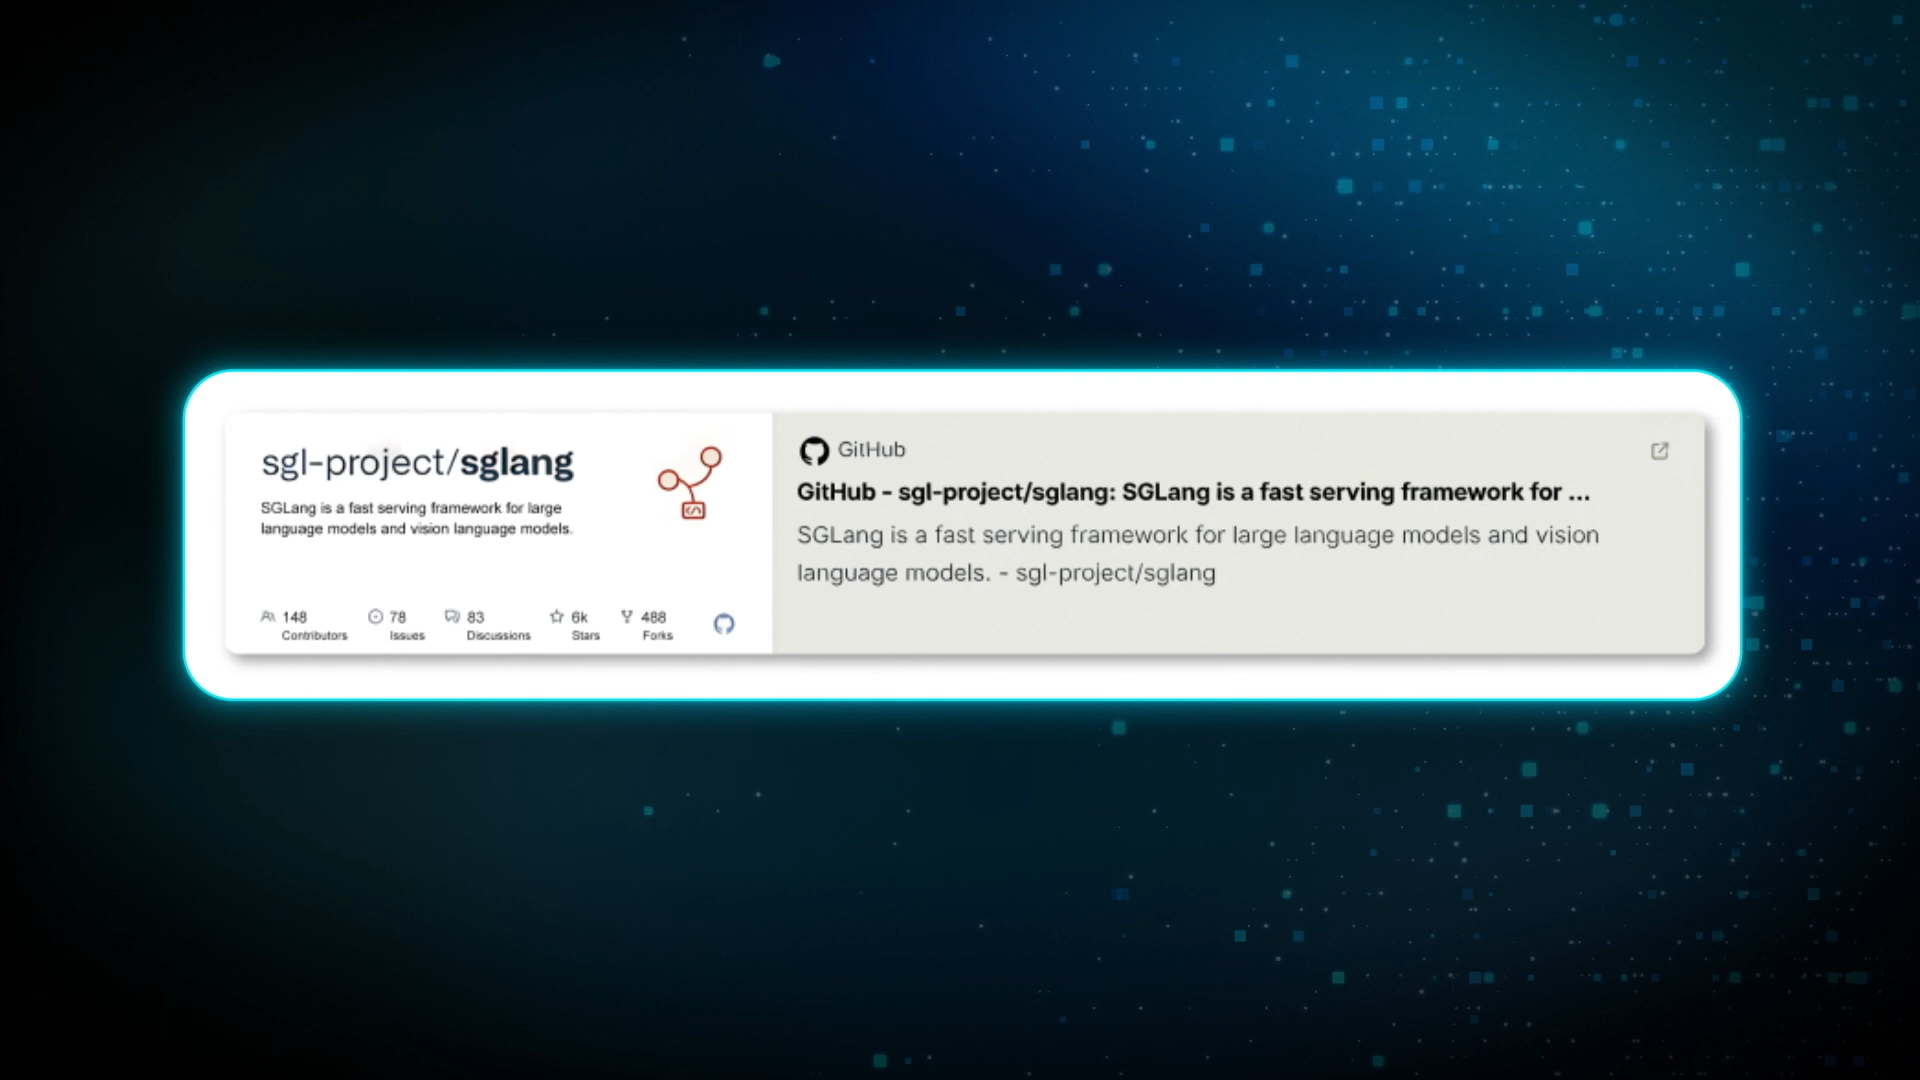 sgl-project/sglang
SGLang is a fast serving framework for large
language models and vision language models.
148
Contributors
78
Issues
83
Discussions
6k
Stars
488
Forks
GitHub
GitHub - sgl-project/sglang: SGLang is a fast serving framework for ...
SGLang is a fast serving framework for large language models and vision
language models. - sgl-project/sglang